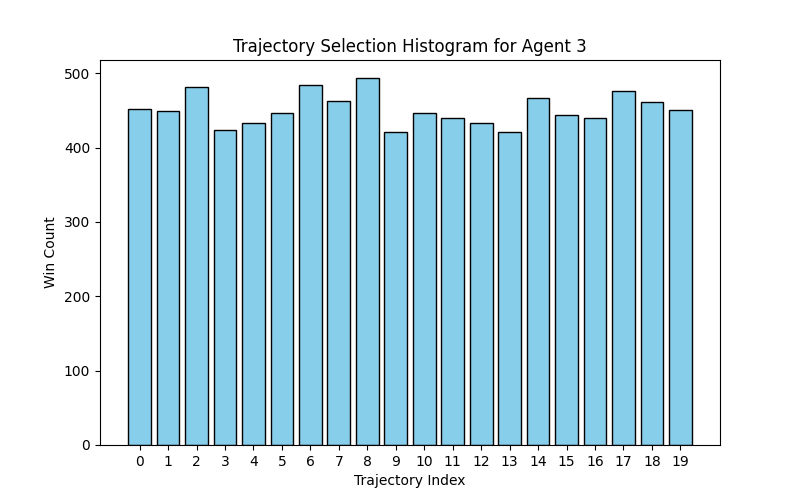 Trajectory Selection Histogram for Agent 3
500
400
300
200
100
0
Win Count
0 1 2 3 4 5 6 7 8 9 10 11 12 13 14 15 16 17 18 19
Trajectory Index